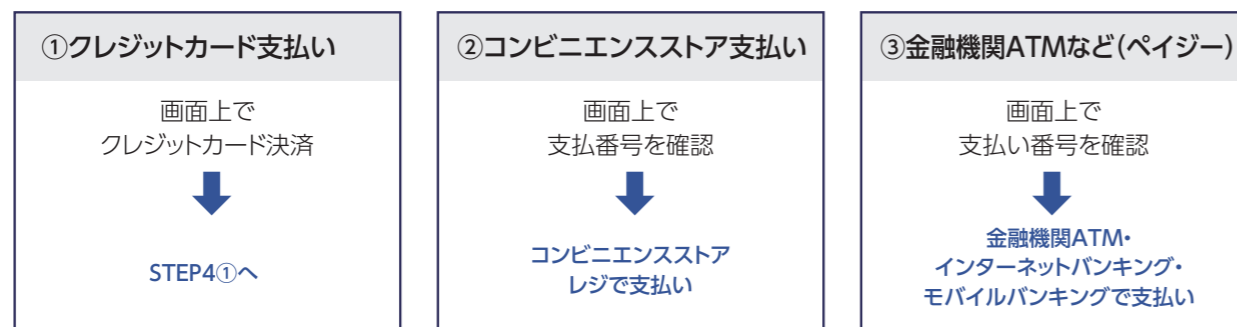 ①クレジットカード支払い
画面上で
クレジットカード決済
STEP4①へ
②コンビニエンスストア支払い
画面上で
支払番号を確認
コンビニエンスストア
レジで支払い
③金融機関ATMなど(ペイジー)
画面上で
支払い番号を確認
金融機関ATM・
インターネットバンキング・
モバイルバンキングで支払い